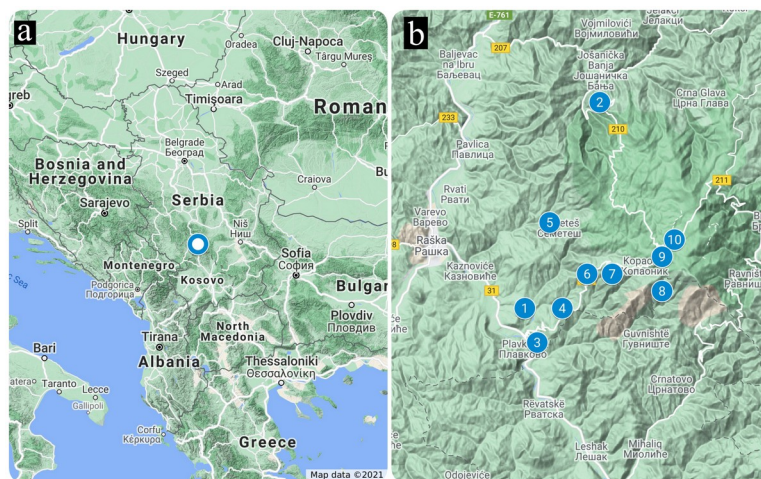 a
Hungary
Oradea
Cluj-Napoca
Târgu Mureș
Szeged
Arad
Timișoara
greb
Roman
Belgrade
Београд
Bosnia and
Herzegovina
Sarajevo
Serbia
Craiova
Split
Niš
Ниш
Sofia
София
Montenegro
Podgorica
Подгорица
Kosovo
Bulgar
Plovdiv
Пловдив
North
Macedonia
Tirana
Albania
Bari
Taranto
Lecce
Gallipoli
Thessaloniki
Θεσσαλονίκη
Corfu
Κέρκυρα
Greece
Map data ©2021
b
E-761
Vojmilovići
Војмиловићи
Jelakci
Јелакци
207
Baljevac
na Ibru
Баљевац
Jošanička
Banja
Јошаничка
Бања
2
Crna Glava
Црна Глава
233
210
Pavlica
Павлица
211
Rvati
Рвати
5
Семетеш
Varevo
Варево
Raška
Рашка
10
9
Копаоник
Kaznoviće
Казновиће
6
7
8
31
1
4
Guvnishtë
Гувниште
3
Плавково
Crnatovo
Црнатово
Revatskë
Рватска
Leshak
Лешак
Mihaliq
Миолиће
Odojeviće